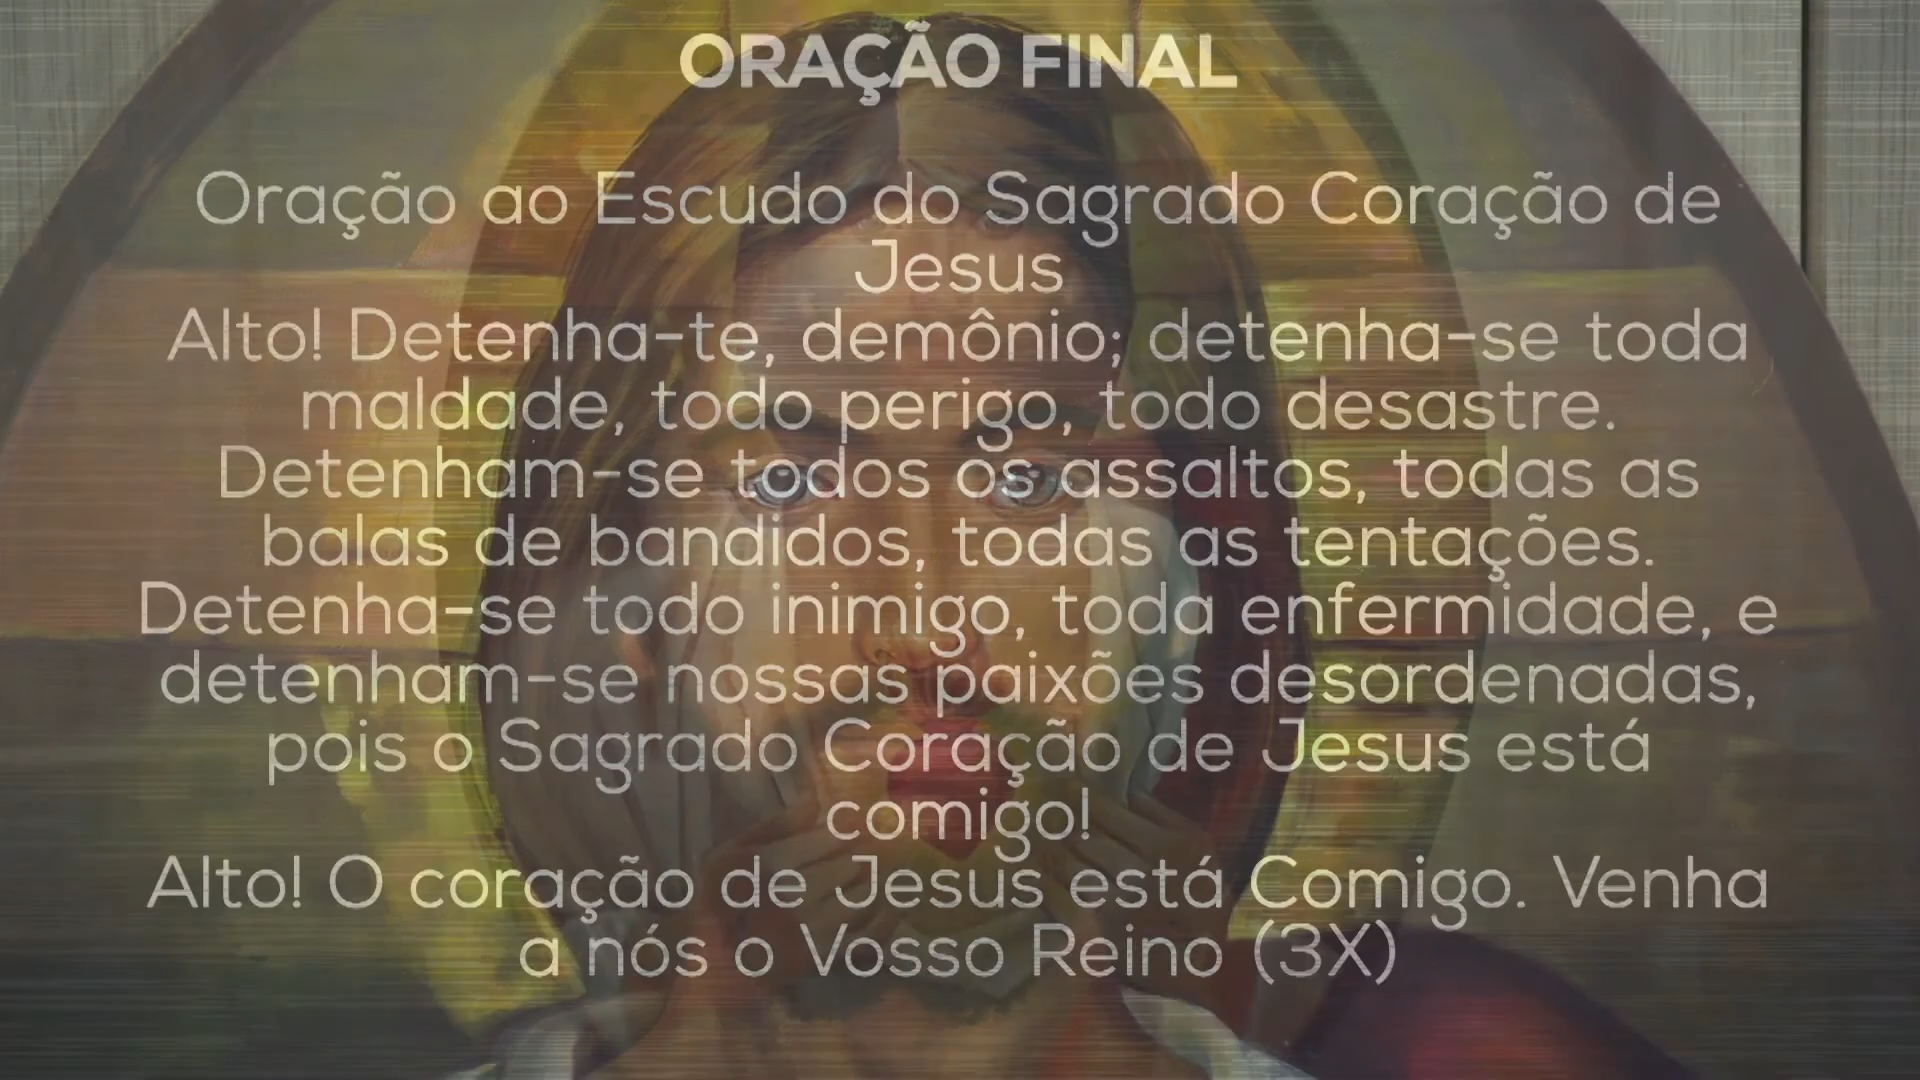 ORAÇÃO FINAL
Oração ao Escudo do Sagrado Coração de
Jesus
Alto! Detenha-te, demônio; detenha-se toda
maldade, todo perigo, todo desastre.
Detenham-se todos os assaltos, todas as
balas de bandidos, todas as tentações.
Detenha-se todo inimigo, toda enfermidade, e
detenham-se nossas paixões desordenadas,
pois o Sagrado Coração de Jesus está
comigo!
Alto! O coração de Jesus está Comigo. Venha
a nós o Vosso Reino (3X)